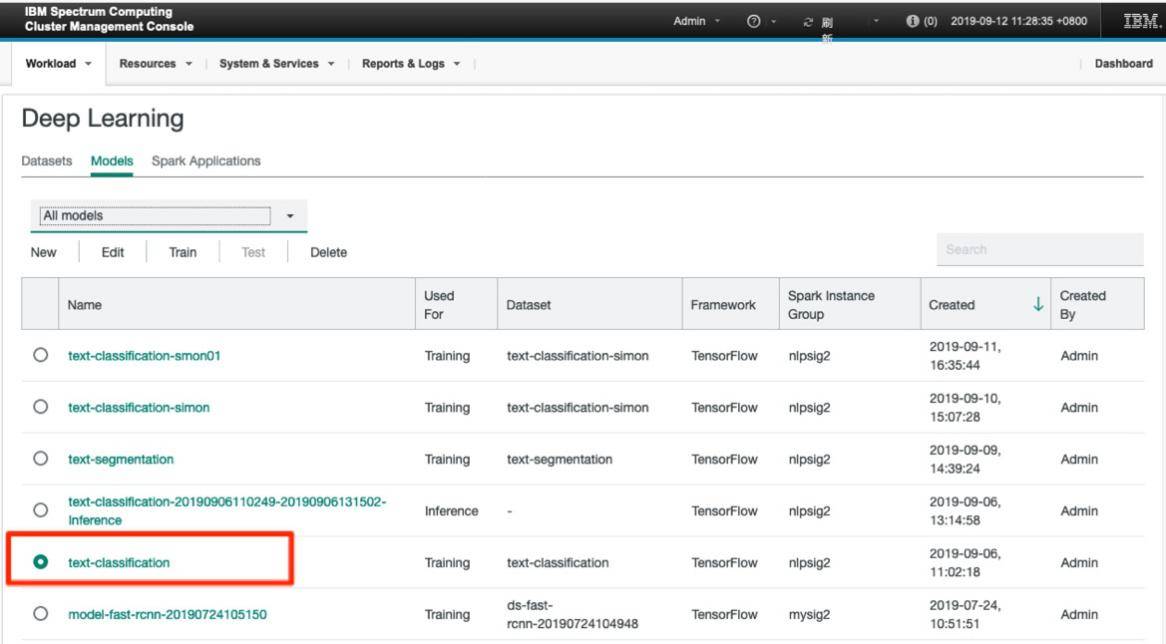 IBM Spectrum Computing
Cluster Management Console
Admin
刷新
(0)
2019-09-12 11:28:35 +0800
IBM.
Workload
Resources
System & Services
Reports & Logs
Dashboard
Deep Learning
Datasets Models Spark Applications
All models
New Edit Train Test Delete
Search
Name Used For Dataset Framework Spark Instance Group Created Created By
text-classification-smon01 Training text-classification-simon TensorFlow nlpsig2 2019-09-11, 16:35:44 Admin
text-classification-simon Training text-classification-simon TensorFlow nlpsig2 2019-09-10, 15:07:28 Admin
text-segmentation Training text-segmentation TensorFlow nlpsig2 2019-09-09, 14:39:24 Admin
text-classification-20190906110249-20190906131502-Inference Inference - TensorFlow nlpsig2 2019-09-06, 13:14:58 Admin
text-classification Training text-classification TensorFlow nlpsig2 2019-09-06, 11:02:18 Admin
model-fast-rcnn-20190724105150 Training ds-fast-rcnn-20190724104948 TensorFlow mysig2 2019-07-24, 10:51:51 Admin